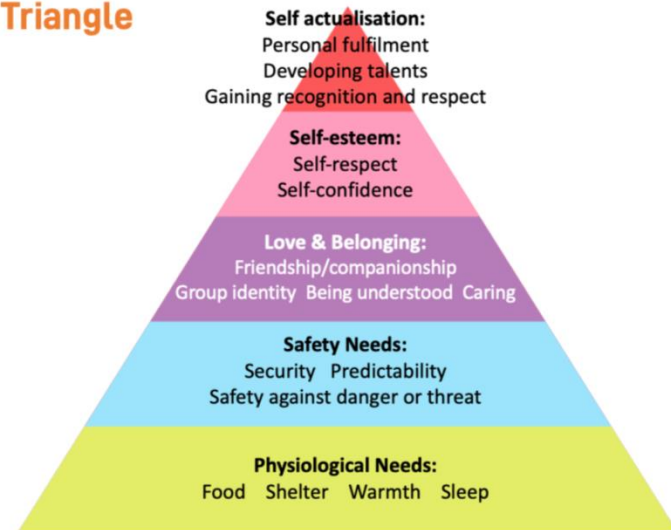 Triangle
Self actualisation:
Personal fulfilment
Developing talents
Gaining recognition and respect
Self-esteem:
Self-respect
Self-confidence
Love & Belonging:
Friendship/companionship
Group identity Being understood Caring
Safety Needs:
Security Predictability
Safety against danger or threat
Physiological Needs:
Food Shelter Warmth Sleep